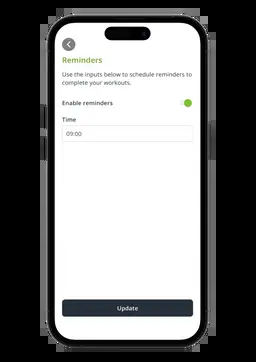 Reminders
Use the inputs below to schedule reminders to
complete your workouts.
Enable reminders
Time
09:00
Update